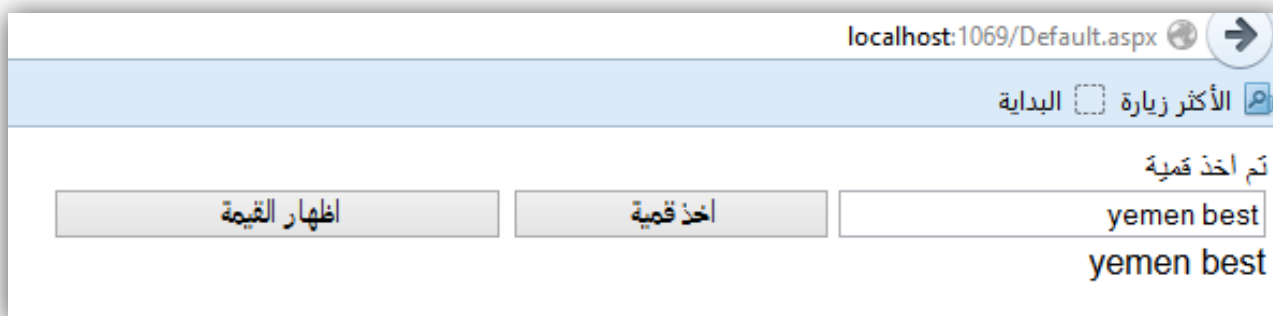 localhost:1069/Default.aspx
الأكثر زيارة البداية
تم اخذ قمية
yemen best اخذ قمية اظهار القيمة
yemen best